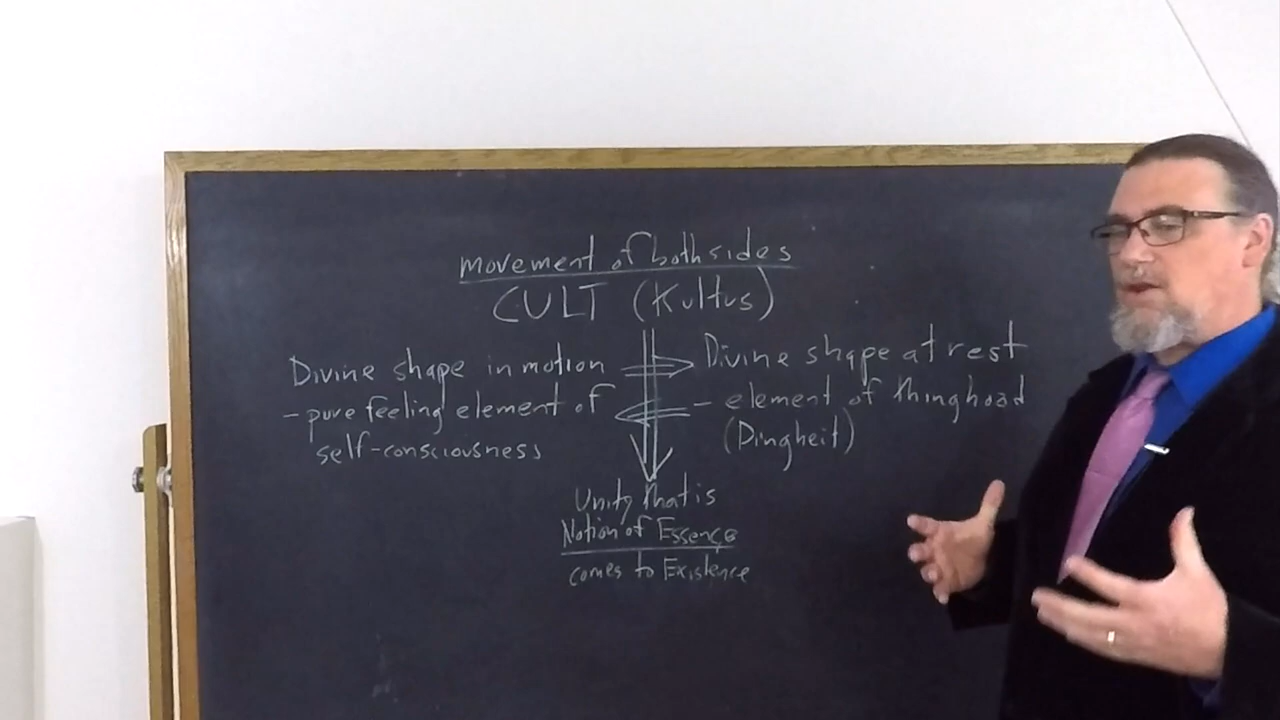 movement of both sides
CULT (Kultus)
Divine shape in motion
- pure feeling element of
self-consciousness
Divine shape at rest
- element of thinghood
(Dingheit)
Unity that is
Notion of Essence
comes to Existence